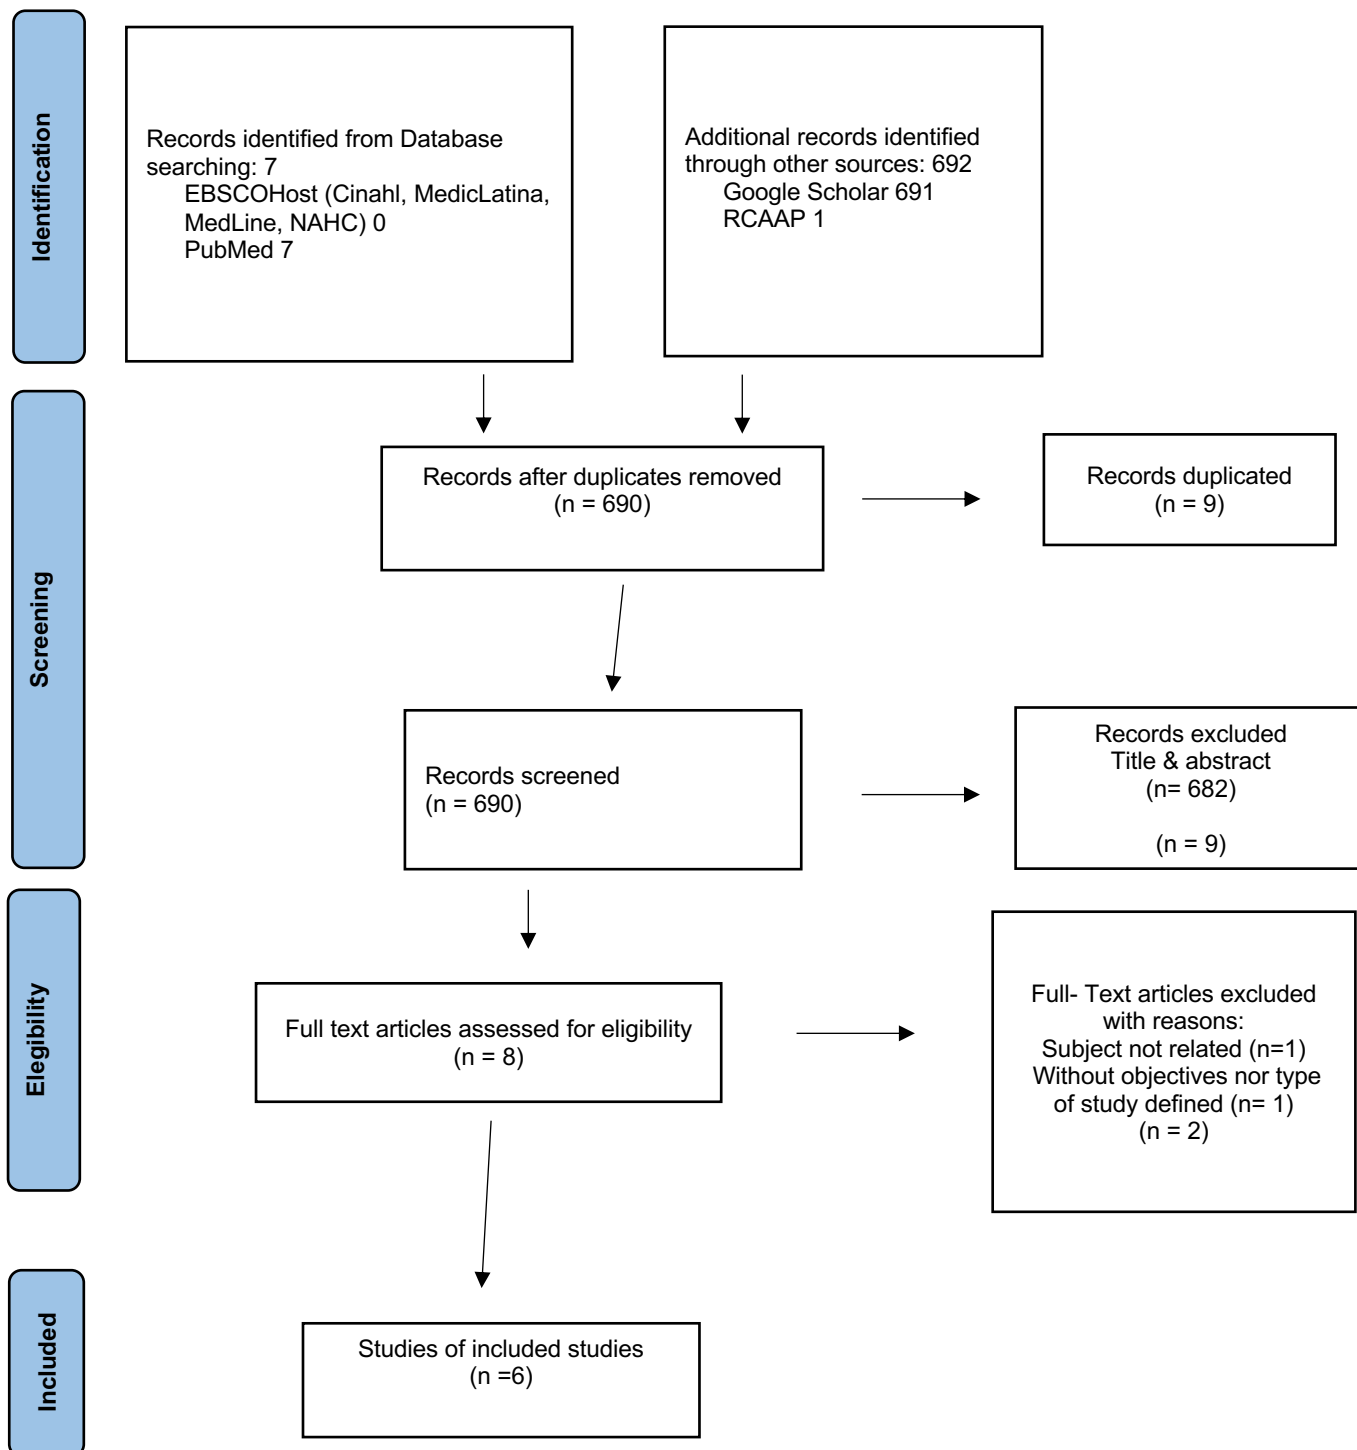 Identification
Records identified from Database
searching: 7
EBSCOHost (Cinahl, MedicLatina,
MedLine, NAHC) 0
PubMed 7
Additional records identified
through other sources: 692
Google Scholar 691
RCAAP 1
Screening
Records after duplicates removed
(n = 690)
Records duplicated
(n = 9)
Records screened
(n = 690)
Records excluded
Title & abstract
(n= 682)
(n = 9)
Elegibility
Full text articles assessed for eligibility
(n = 8)
Full- Text articles excluded
with reasons:
Subject not related (n=1)
Without objectives nor type
of study defined (n= 1)
(n = 2)
Included
Studies of included studies
(n =6)